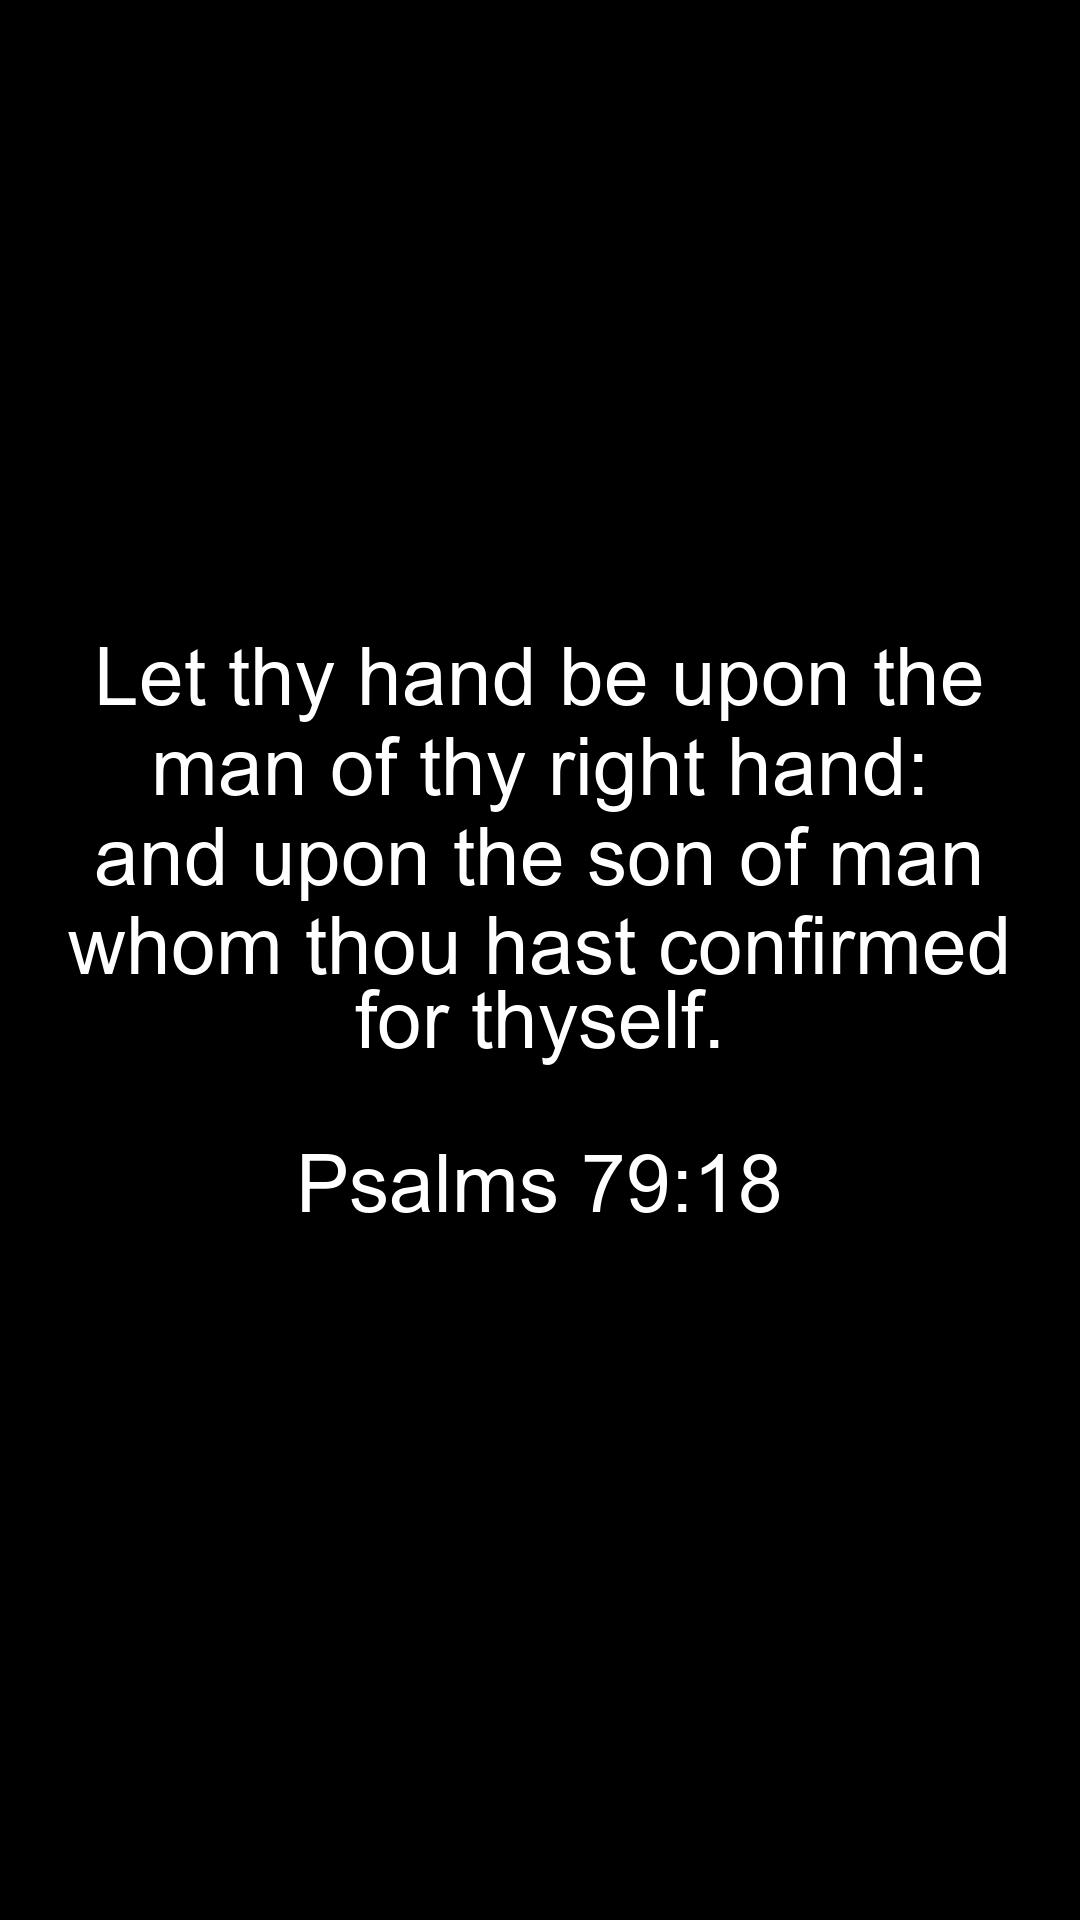 Let thy hand be upon the
man of thy right hand:
and upon the son of man
whom thou hast confirmed
for thyself.
Psalms 79:18